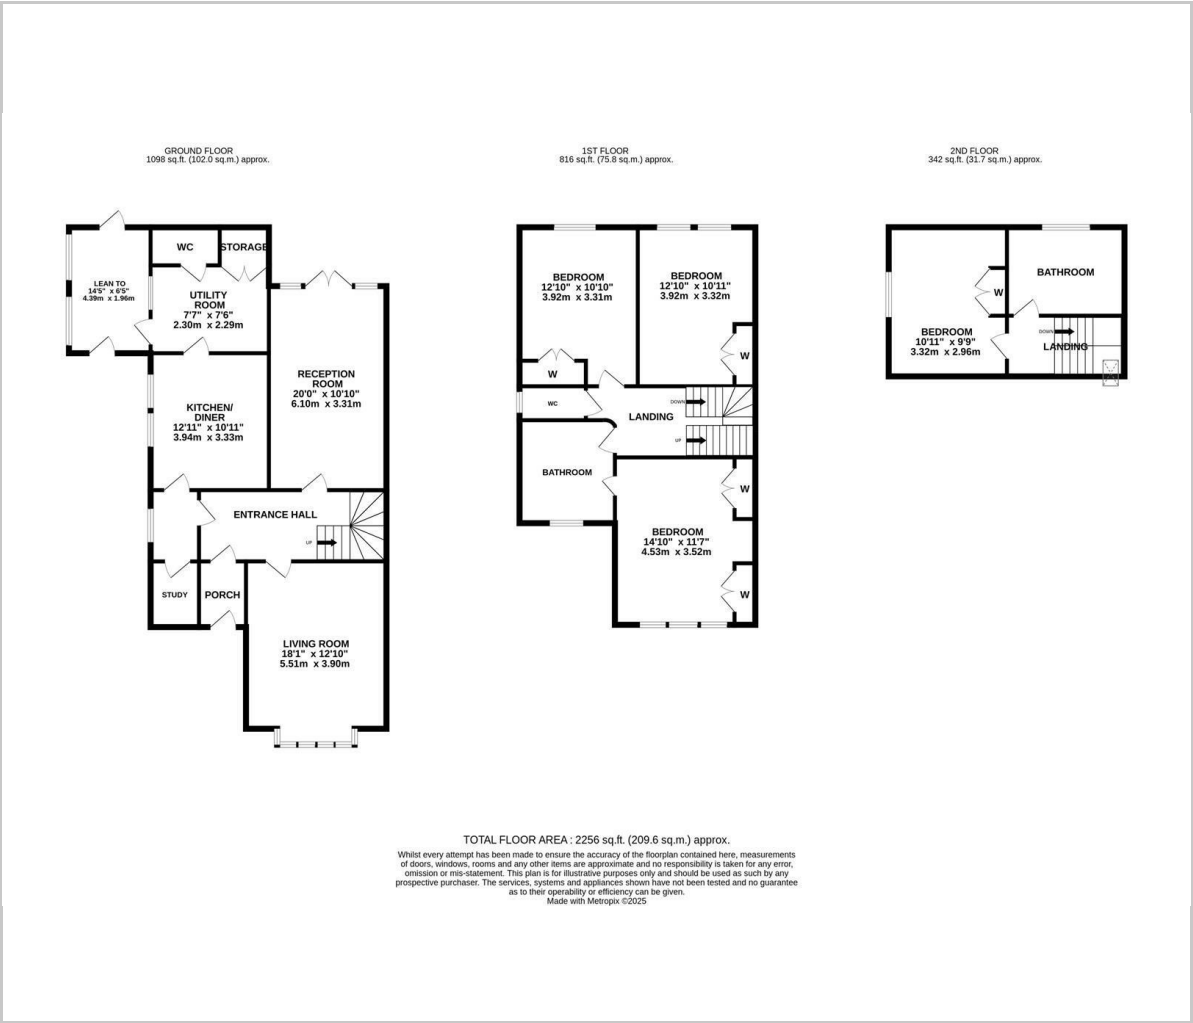 GROUND FLOOR
1098 sq.ft. (102.0 sq.m.) approx.
1ST FLOOR
816 sq.ft. (75.8 sq.m.) approx.
2ND FLOOR
342 sq.ft. (31.7 sq.m.) approx.
LEAN TO
14'5" x 6'5"
4.39m x 1.96m
WC
STORAGE
UTILITY
ROOM
7'7" x 7'6"
2.30m x 2.29m
RECEPTION
ROOM
20'0" x 10'10"
6.10m x 3.31m
KITCHEN/
DINER
12'11" x 10'11"
3.94m x 3.33m
ENTRANCE HALL
UP
STUDY
PORCH
LIVING ROOM
18'1" x 12'10"
5.51m x 3.90m
BEDROOM
12'10" x 10'10"
3.92m x 3.31m
BEDROOM
12'10" x 10'11"
3.92m x 3.32m
W
W
WC
LANDING
DOWN
UP
BATHROOM
BEDROOM
14'10" x 11'7"
4.53m x 3.52m
W
W
BEDROOM
10'11" x 9'9"
3.32m x 2.96m
W
BATHROOM
DOWN
LANDING
TOTAL FLOOR AREA : 2256 sq.ft. (209.6 sq.m.) approx.
Whilst every attempt has been made to ensure the accuracy of the floorplan contained here, measurements
of doors, windows, rooms and any other items are approximate and no responsibility is taken for any error,
omission or mis-statement. This plan is for illustrative purposes only and should be used as such by any
prospective purchaser. The services, systems and appliances shown have not been tested and no guarantee
as to their operability or efficiency can be given.
Made with Metropix ©2025